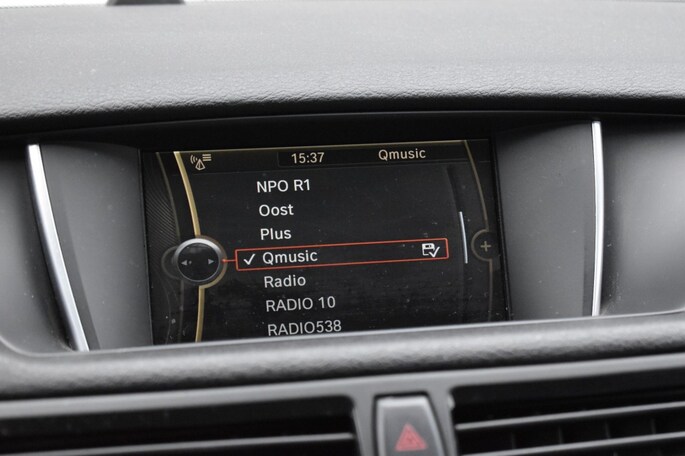 15:37 Qmusic
NPO R1
Oost
Plus
Qmusic
Radio
RADIO 10
RADIO538